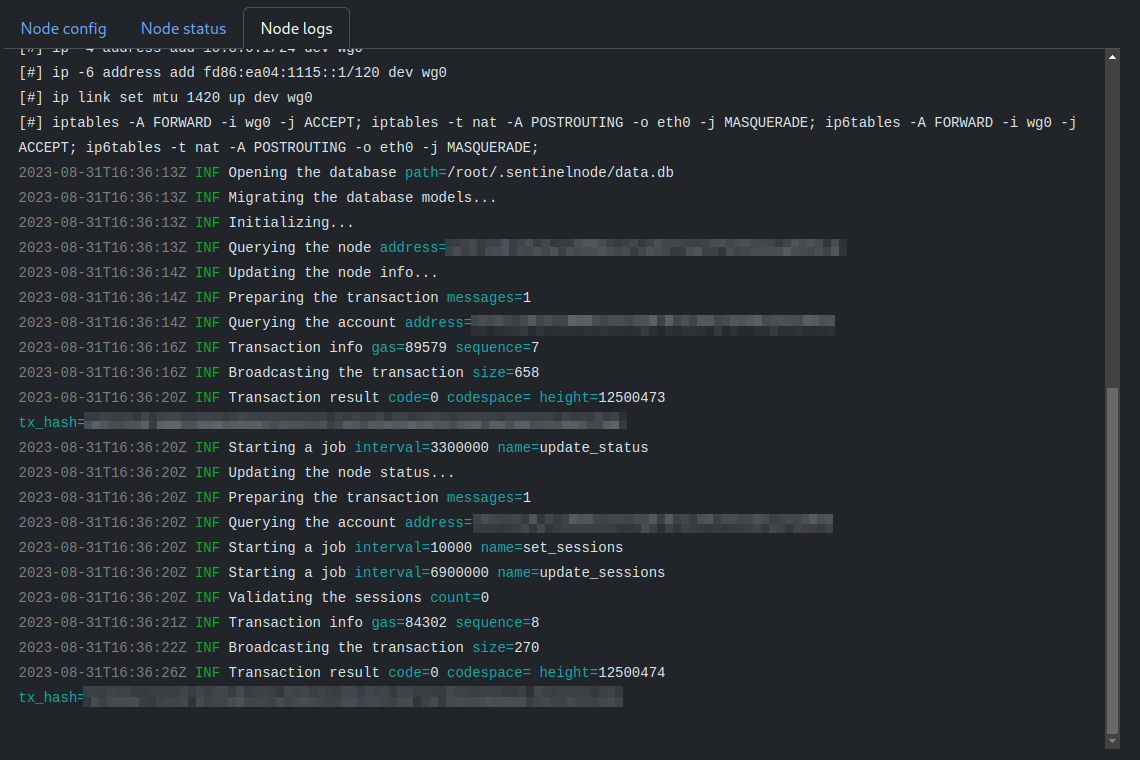 Node config
Node status
Node logs
[#] ip -4 address add 10.8.0.1/24 dev wg0
[#] ip -6 address add fd86:ea04:1115::1/120 dev wg0
[#] ip link set mtu 1420 up dev wg0
[#] iptables -A FORWARD -i wg0 -j ACCEPT; iptables -t nat -A POSTROUTING -o eth0 -j MASQUERADE; ip6tables -A FORWARD -i wg0 -j
ACCEPT; ip6tables -t nat -A POSTROUTING -o eth0 -j MASQUERADE;
2023-08-31T16:36:13Z INF Opening the database path=/root/.sentinelnode/data.db
2023-08-31T16:36:13Z INF Migrating the database models...
2023-08-31T16:36:13Z INF Initializing...
2023-08-31T16:36:13Z INF Querying the node address=
2023-08-31T16:36:14Z INF Updating the node info...
2023-08-31T16:36:14Z INF Preparing the transaction messages=1
2023-08-31T16:36:14Z INF Querying the account address=
2023-08-31T16:36:16Z INF Transaction info gas=89579 sequence=7
2023-08-31T16:36:16Z INF Broadcasting the transaction size=658
2023-08-31T16:36:20Z INF Transaction result code=0 codespace= height=12500473
tx_hash=
2023-08-31T16:36:20Z INF Starting a job interval=3300000 name=update_status
2023-08-31T16:36:20Z INF Updating the node status...
2023-08-31T16:36:20Z INF Preparing the transaction messages=1
2023-08-31T16:36:20Z INF Querying the account address=
2023-08-31T16:36:20Z INF Starting a job interval=10000 name=set_sessions
2023-08-31T16:36:20Z INF Starting a job interval=6900000 name=update_sessions
2023-08-31T16:36:20Z INF Validating the sessions count=0
2023-08-31T16:36:21Z INF Transaction info gas=84302 sequence=8
2023-08-31T16:36:22Z INF Broadcasting the transaction size=270
2023-08-31T16:36:26Z INF Transaction result code=0 codespace= height=12500474
tx_hash=